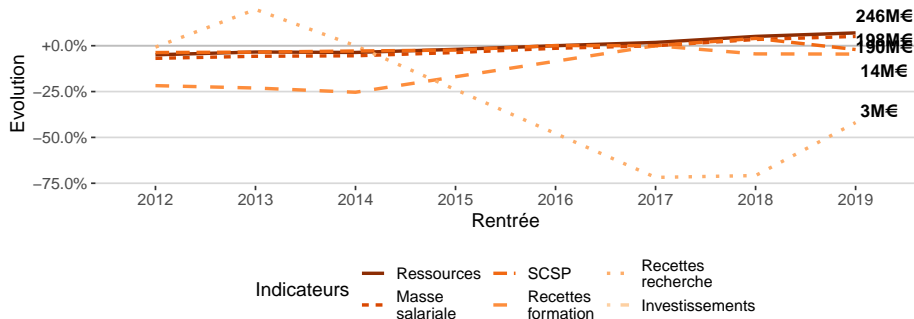 246M€
+0.0%
198M€
190M€
−25.0%
14M€
−50.0%
3M€
−75.0%
Evolution
2012 2013 2014 2015 2016 2017 2018 2019
Rentrée
Indicateurs
Ressources
SCSP
Recettes
recherche
Masse
salariale
Recettes
formation
Investissements